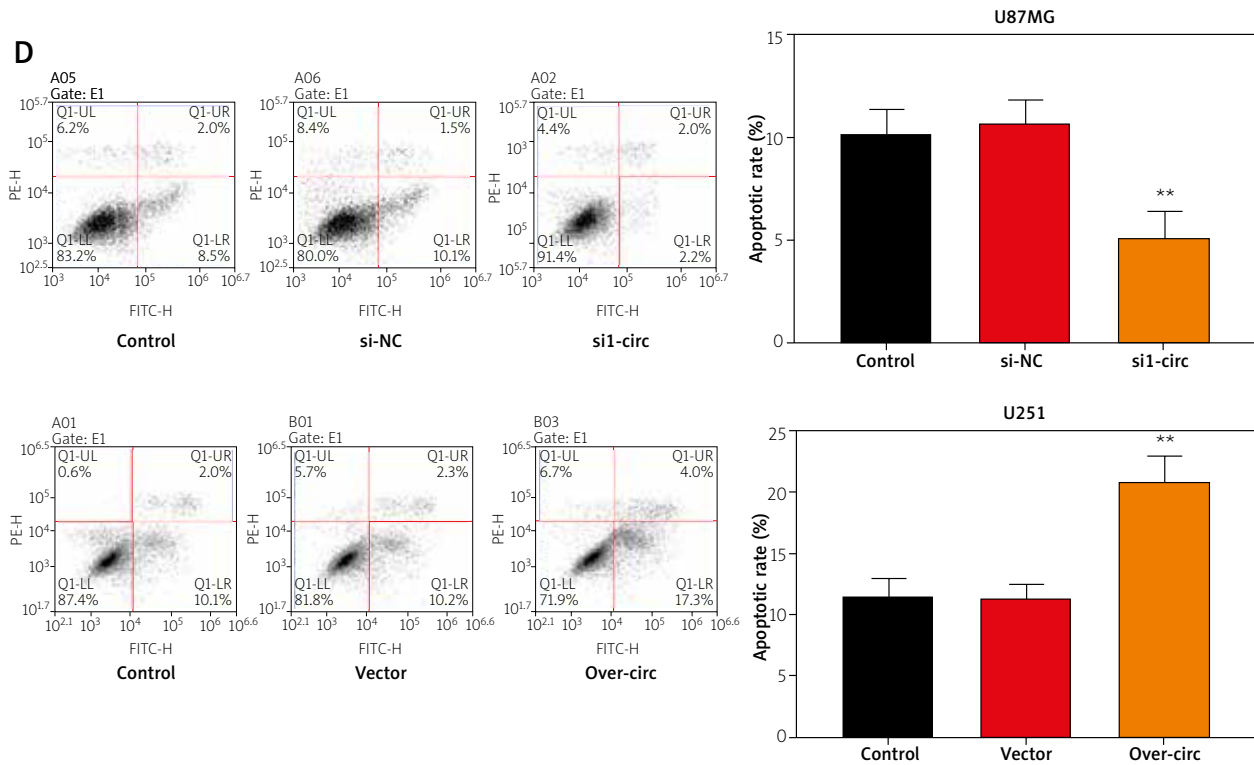 D
A05
Gate: E1
Q1-UL
6.2%
Q1-UR
2.0%
Q1-LL
83.2%
Q1-LR
8.5%
10^5.7
10^5
10^4
10^3
10^2.5
PE-H
10^3
10^4
10^5
10^6
10^6.7
FITC-H
Control
A06
Gate: E1
Q1-UL
8.4%
Q1-UR
1.5%
Q1-LL
80.0%
Q1-LR
10.1%
10^5.7
10^5
10^4
10^3
10^2.5
PE-H
10^3
10^4
10^5
10^6
10^6.7
FITC-H
si-NC
A02
Gate: E1
Q1-UL
4.4%
Q1-UR
2.0%
Q1-LL
91.4%
Q1-LR
2.2%
10^5.7
10^3
10^4
10^5
10^5.7
PE-H
10^3
10^4
10^5
10^6
10^6.7
FITC-H
si1-circ
U87MG
Apoptotic rate (%)
15
10
5
0
**
Control
si-NC
si1-circ
A01
Gate: E1
Q1-UL
0.6%
Q1-UR
2.0%
Q1-LL
87.4%
Q1-LR
10.1%
10^6.5
10^5
10^4
10^3
10^1.7
PE-H
10^2.1
10^3
10^4
10^5
10^6
10^6.6
FITC-H
Control
B01
Gate: E1
Q1-UL
5.7%
Q1-UR
2.3%
Q1-LL
81.8%
Q1-LR
10.2%
10^6.5
10^5
10^4
10^3
10^1.7
PE-H
10^2.1
10^3
10^4
10^5
10^6
10^6.6
FITC-H
Vector
B03
Gate: E1
Q1-UL
6.7%
Q1-UR
4.0%
Q1-LL
71.9%
Q1-LR
17.3%
10^6.5
10^5
10^4
10^3
10^1.7
PE-H
10^2.1
10^3
10^4
10^5
10^6
10^6.6
FITC-H
Over-circ
U251
Apoptotic rate (%)
25
20
15
10
5
0
**
Control
Vector
Over-circ